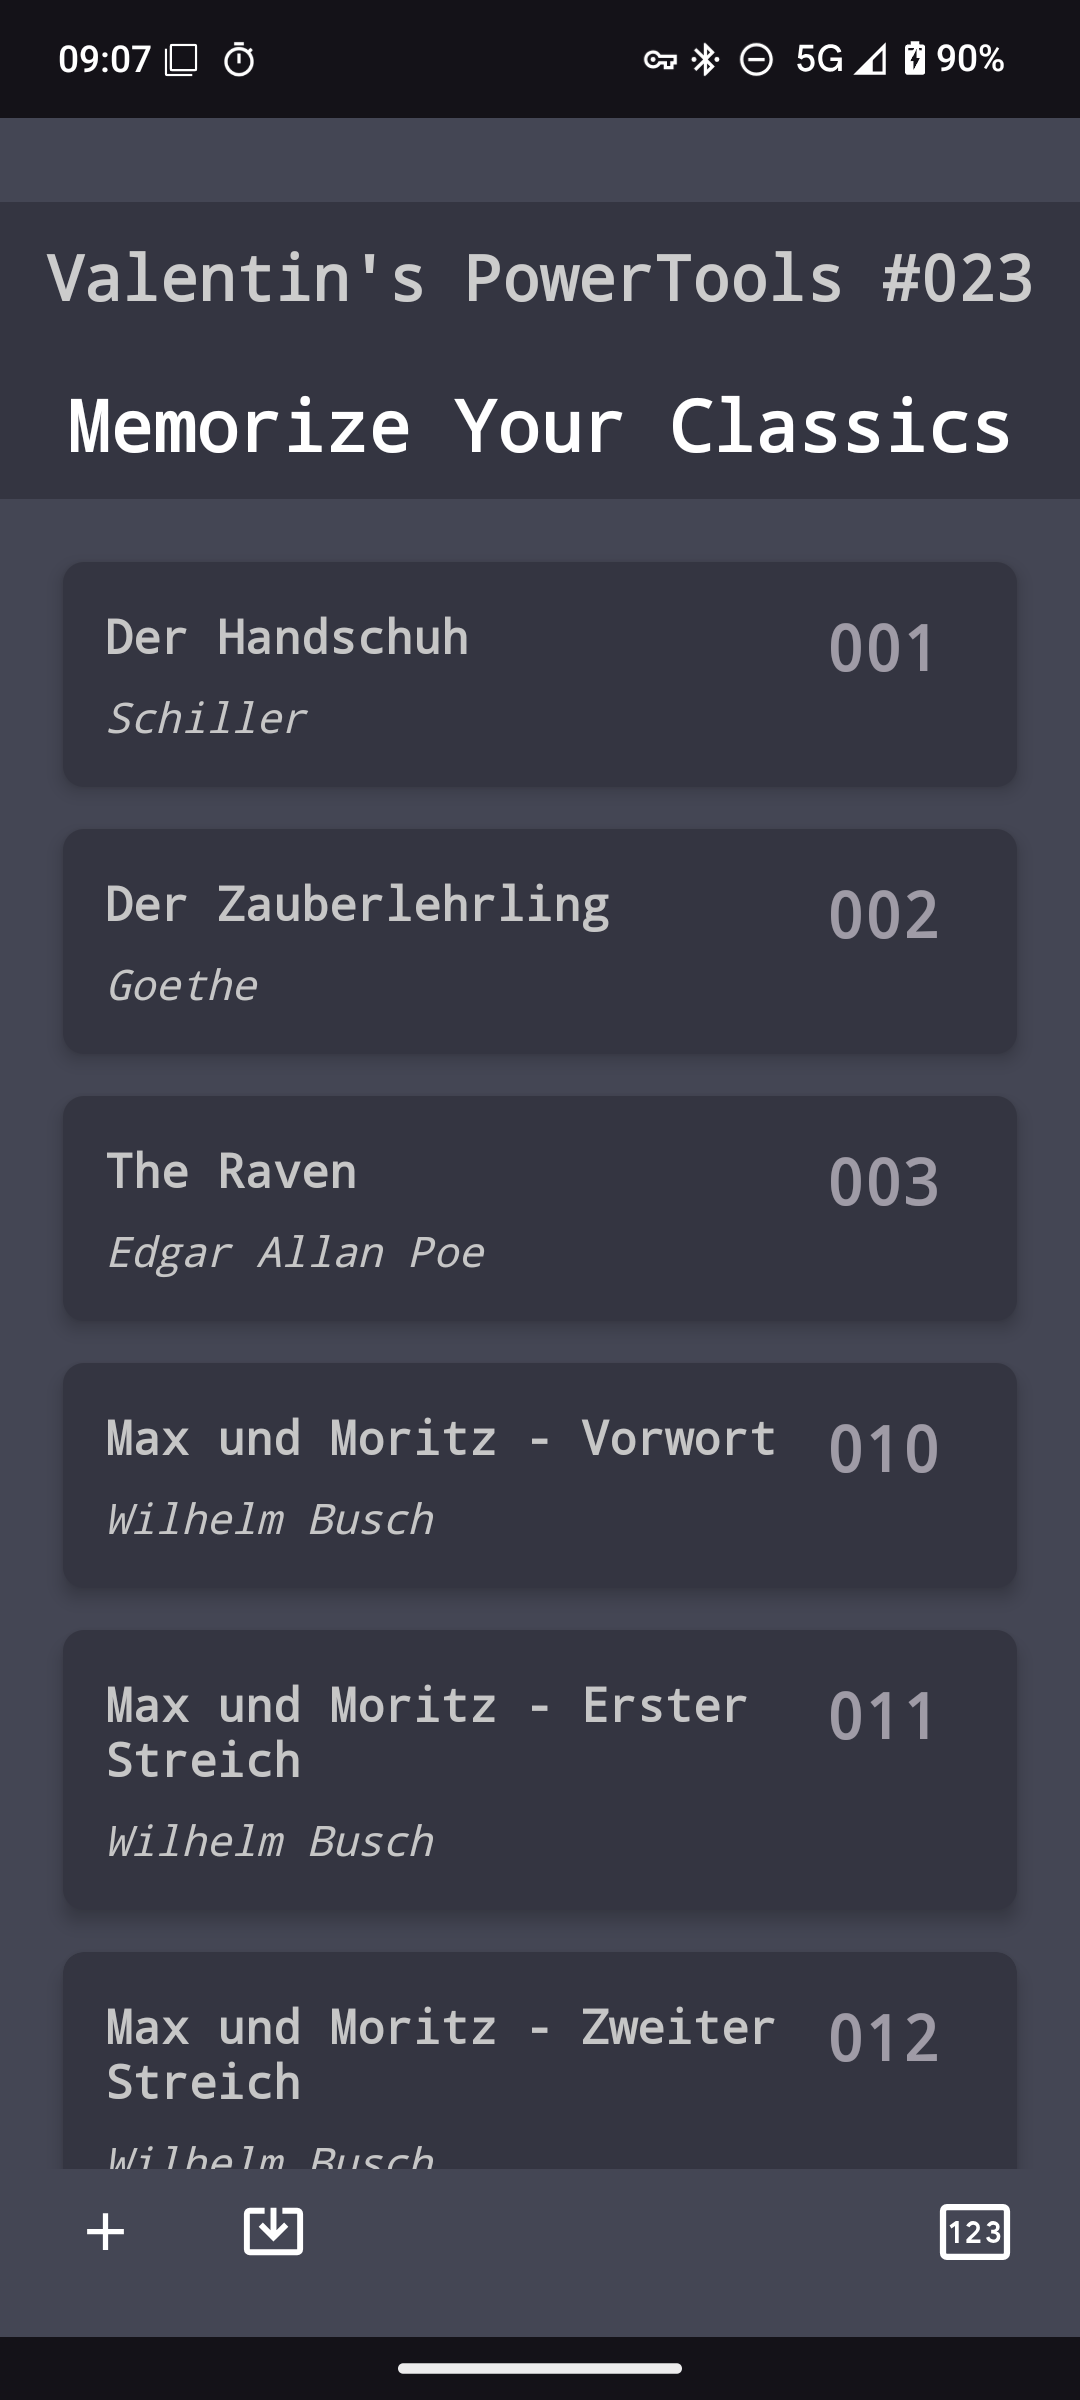 09:07 5G 90%
Valentin's PowerTools #023
Memorize Your Classics
Der Handschuh 001
Schiller
Der Zauberlehrling 002
Goethe
The Raven 003
Edgar Allan Poe
Max und Moritz - Vorwort 010
Wilhelm Busch
Max und Moritz - Erster 011
Streich
Wilhelm Busch
Max und Moritz - Zweiter 012
Streich
Wilhelm Busch
123